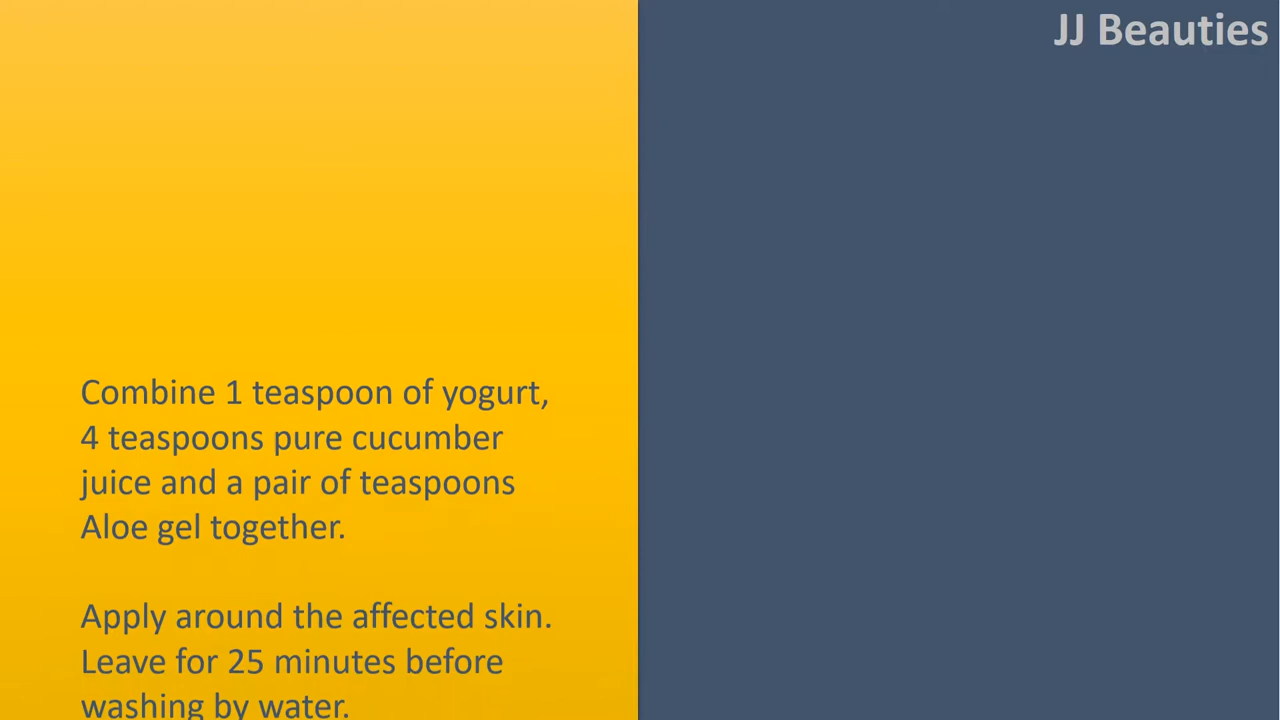 JJ Beauties
Combine 1 teaspoon of yogurt,
4 teaspoons pure cucumber
juice and a pair of teaspoons
Aloe gel together.
Apply around the affected skin.
Leave for 25 minutes before
washing by water.